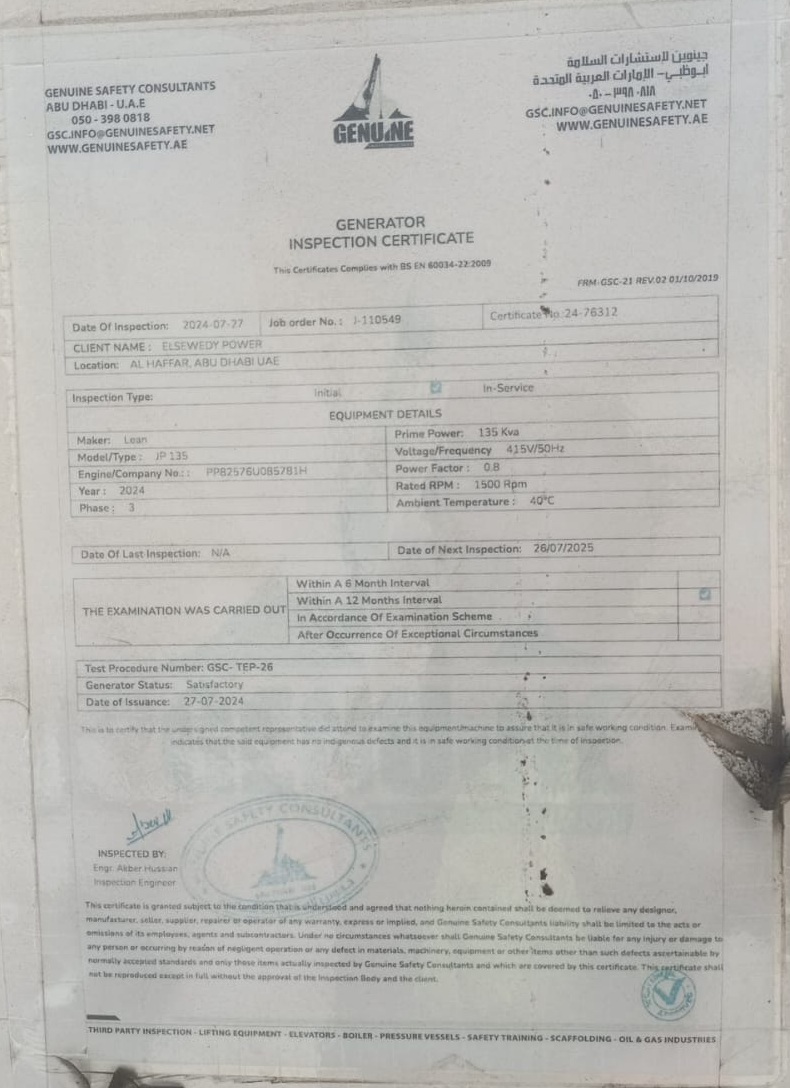 GENUINE SAFETY CONSULTANTS
ABU DHABI - U.A.E
050 - 398 0818
GSC.INFO@GENUINESAFETY.NET
WWW.GENUINESAFETY.AE
GENUINE
جينوين لاستشارات السلامة
أبوظبي - الإمارات العربية المتحدة
٠٥٠ - ٣٩٨ ٠٨١٨
GSC.INFO@GENUINESAFETY.NET
WWW.GENUINESAFETY.AE
GENERATOR
INSPECTION CERTIFICATE
This Certificates Complies with BS EN 60034-22:2009
FRM-GSC-21 REV.02 01/10/2019
Date Of Inspection: 2024-07-27 Job order No.: J-110549 Certificate No.:24-76312
CLIENT NAME : ELSEWEDY POWER
Location: AL HAFFAR, ABU DHABI UAE
Inspection Type: Initial In-Service
EQUIPMENT DETAILS
Maker: Lean Prime Power: 135 Kva
Model/Type: JP 135 Voltage/Frequency 415V/50Hz
Engine/Company No.: : PP82576U085781H Power Factor : 0.8
Year : 2024 Rated RPM : 1500 Rpm
Phase : 3 Ambient Temperature : 40°C
Date Of Last Inspection: N/A Date of Next Inspection: 26/07/2025
THE EXAMINATION WAS CARRIED OUT
Within A 6 Month Interval
Within A 12 Months Interval
In Accordance Of Examination Scheme
After Occurrence Of Exceptional Circumstances
Test Procedure Number: GSC- TEP-26
Generator Status: Satisfactory
Date of Issuance: 27-07-2024
This is to certify that the undersigned competent representative did attend to examine this equipment/machine to assure that it is in safe working condition.
indicates that the said equipment has no indigenous defects and it is in safe working condition at the time of inspection.
SAFETY CONSULTANTS
INSPECTED BY:
Engr. Akber Hussian
Inspection Engineer
This certificate is granted subject to the condition that is understood and agreed that nothing herein contained shall be deemed to relieve any designor,
manufacturer, seller, supplier, repairer or operator of any warranty, express or implied, and Genuine Safety Consultants liability shall be limited to the acts or
omissions of its employees, agents and subcontractors. Under no circumstances whatsoever shall Genuine Safety Consultants be liable for any injury or damage to
any person or occurring by reason of negligent operation or any defect in materials, machinery, equipment or other items other than such defects ascertainable by
normally accepted standards and only those items actually inspected by Genuine Safety Consultants and which are covered by this certificate. This certificate shall
not be reproduced except in full without the approval of the Inspection Body and the client.
THIRD PARTY INSPECTION - LIFTING EQUIPMENT - ELEVATORS - BOILER - PRESSURE VESSELS - SAFETY TRAINING - SCAFFOLDING - OIL & GAS INDUSTRIES